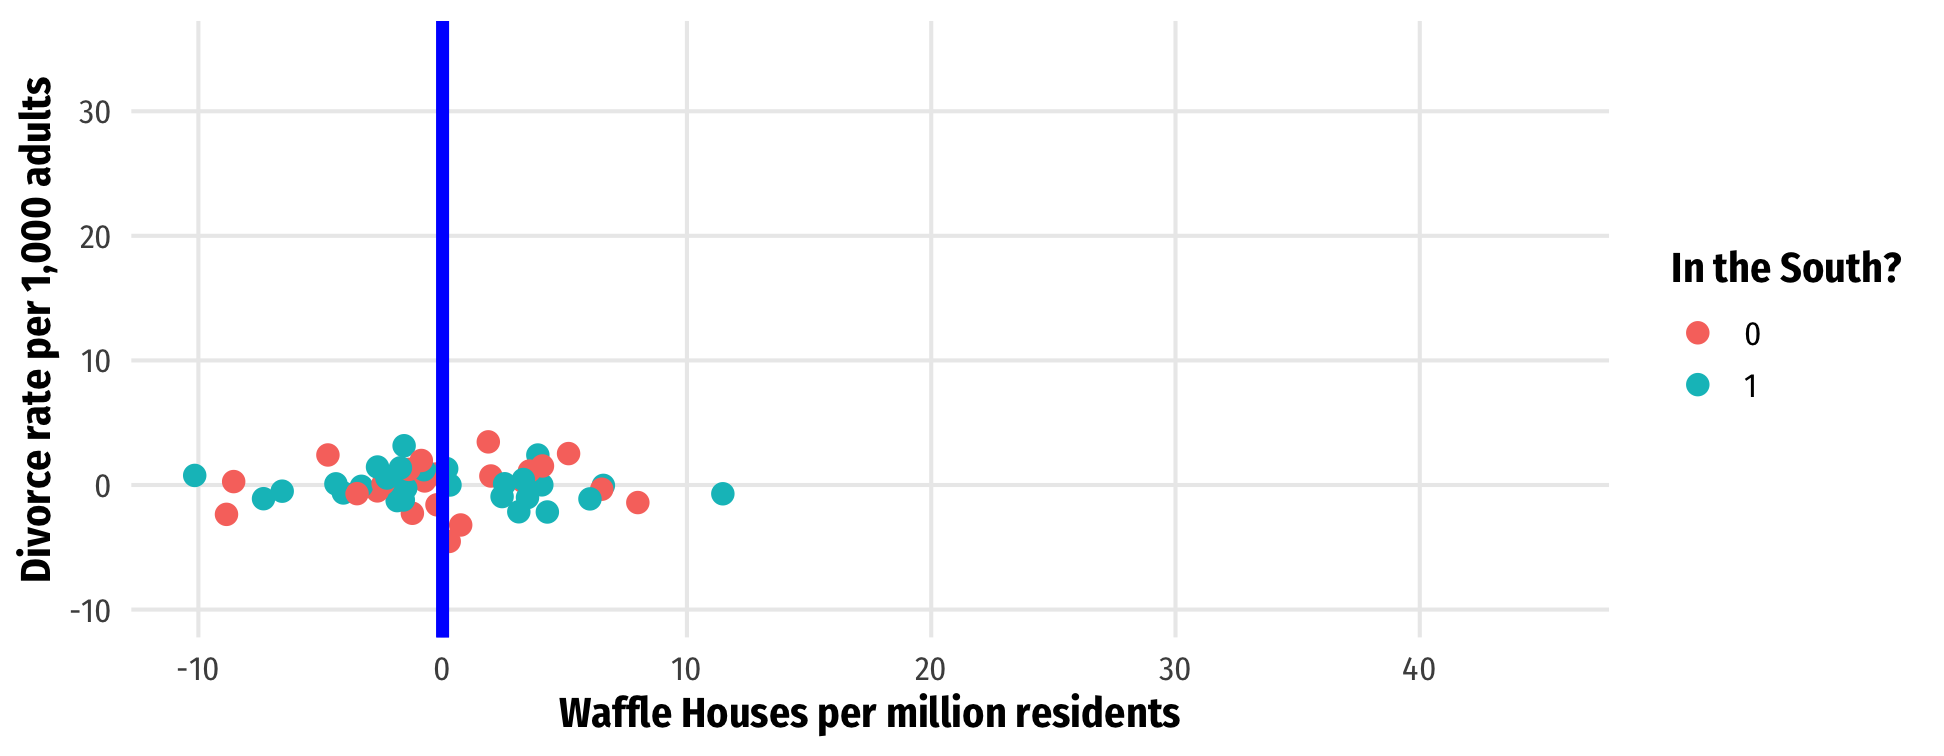 Divorce rate per 1,000 adults
30
20
10
0
-10
-10 0 10 20 30 40
Waffle Houses per million residents
In the South?
0
1